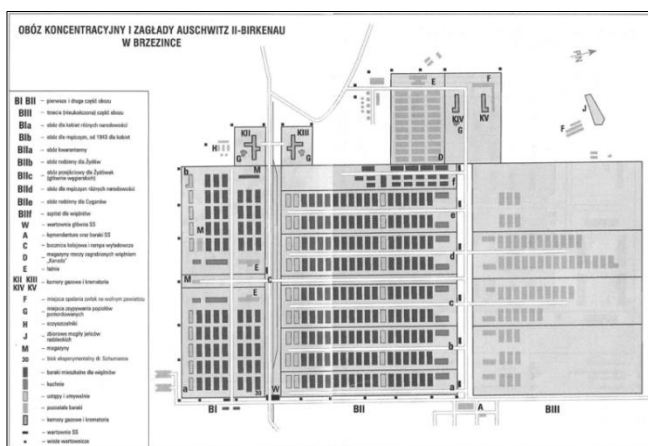 OBÓZ KONCENTRACYJNY I ZAGŁADY AUSCHWITZ II-BIRKENAU
W BRZEZINCE
BI BII – pierwsza i druga część obozu
BIII – trzecia (nieukończona) część obozu
BIa – obóz dla kobiet różnych narodowości
BIb – obóz dla mężczyzn, od 1943 dla kobiet
BIIa – obóz kwarantanny
BIIb – obóz rodzinny dla Żydów
BIIc – obóz przejściowy dla Żydówek
(głównie węgierskich)
BIId – obóz dla mężczyzn różnych narodowości
BIIe – obóz rodzinny dla Cyganów
BIIf – szpital dla więźniów
W – wartownia główna SS
A – komendantura oraz baraki SS
C – bocznica kolejowa i rampa wyładowcza
D – magazyny rzeczy zagrabionych więźniom
„Kanada”
E – łaźnie
KII KIII
KIV KV – komory gazowe i krematoria
F – miejsca spalania zwłok na wolnym powietrzu
G – miejsca zsypywania popiołów
pomordowanych
H – oczyszczalniki
J – zbiorowe mogiły jeńców
radzieckich
M – magazyny
30 – blok eksperymentalny dr. Schumanna
– baraki mieszkalne dla więźniów
– kuchnie
– ustępy i umywalnie
– pozostałe baraki
– komory gazowe i krematoria
– wartownie SS
– wieże wartownicze
N
E
F
J
F
KII
KIII
KIV
KV
H
G
G
G
D
b
M
f
e
M
E
d
M
C
c
E
b
a
30
W
a
A
BI
BII
BIII